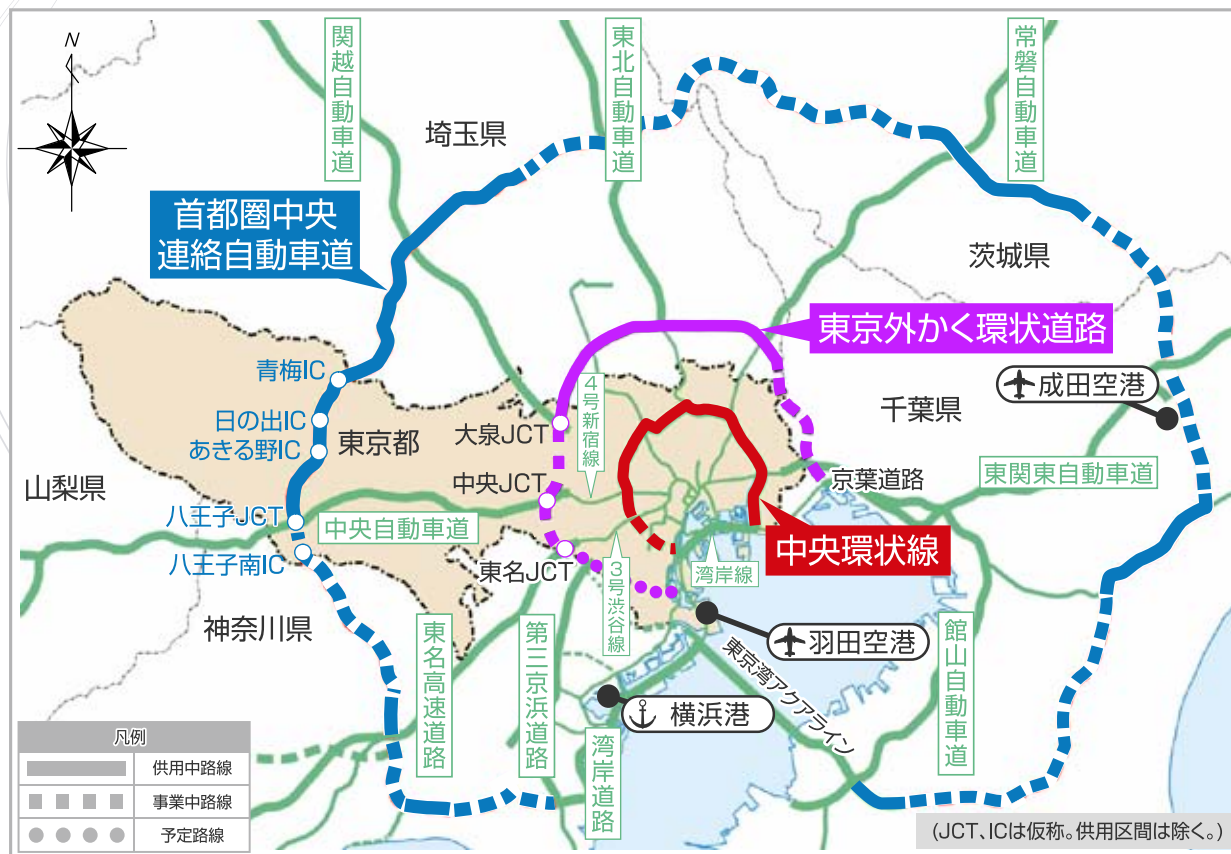 N
関越自動車道
東北自動車道
常磐自動車道
埼玉県
首都圏中央
連絡自動車道
茨城県
東京外かく環状道路
青梅IC
日の出IC
あきる野IC
東京都
大泉JCT
4号新宿線
千葉県
成田空港
山梨県
中央JCT
京葉道路
東関東自動車道
八王子JCT
中央自動車道
八王子南IC
東名JCT
3号渋谷線
湾岸線
中央環状線
神奈川県
東名高速道路
第三京浜道路
羽田空港
東京湾アクアライン
館山自動車道
横浜港
湾岸道路
凡例
供用中路線
事業中路線
予定路線
(JCT、ICは仮称。供用区間は除く。)